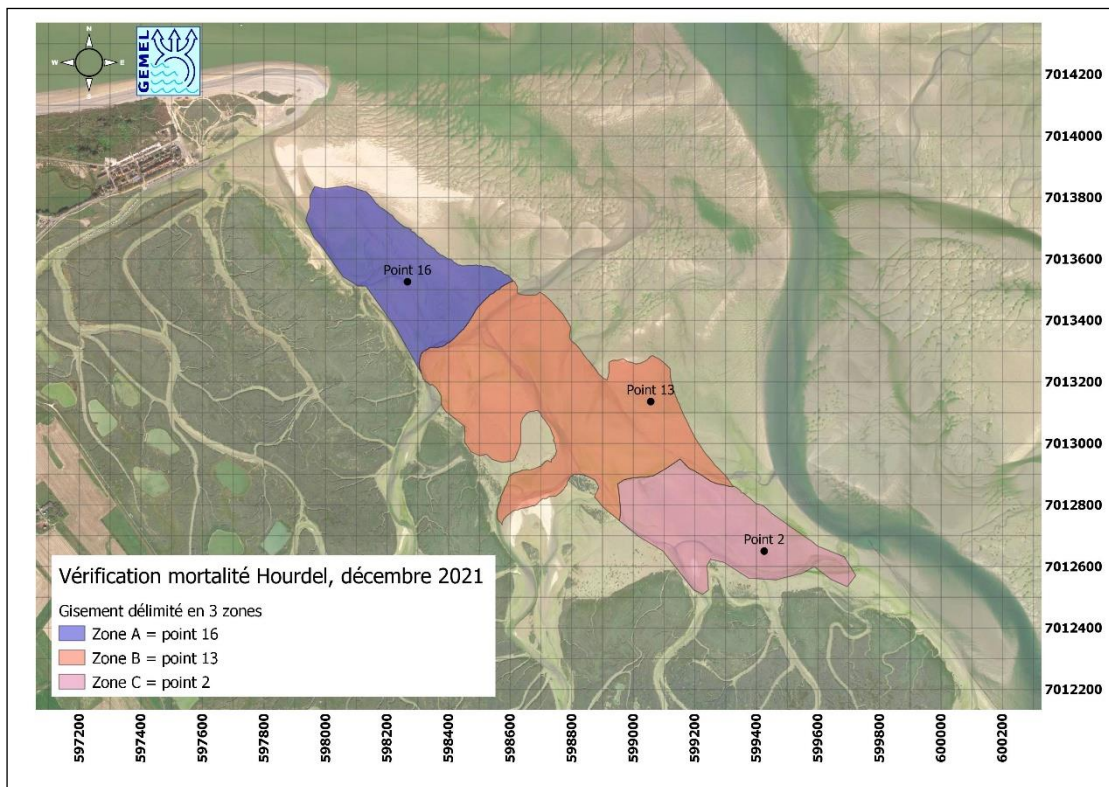 N
W
E
S
GEMEL
7014200
7014000
7013800
7013600
7013400
7013200
7013000
7012800
7012600
7012400
7012200
Point 16
Point 13
Point 2
Vérification mortalité Hourdel, décembre 2021
Gisement délimité en 3 zones
Zone A = point 16
Zone B = point 13
Zone C = point 2
597200
597400
597600
597800
598000
598200
598400
598600
598800
599000
599200
599400
599600
599800
600000
600200